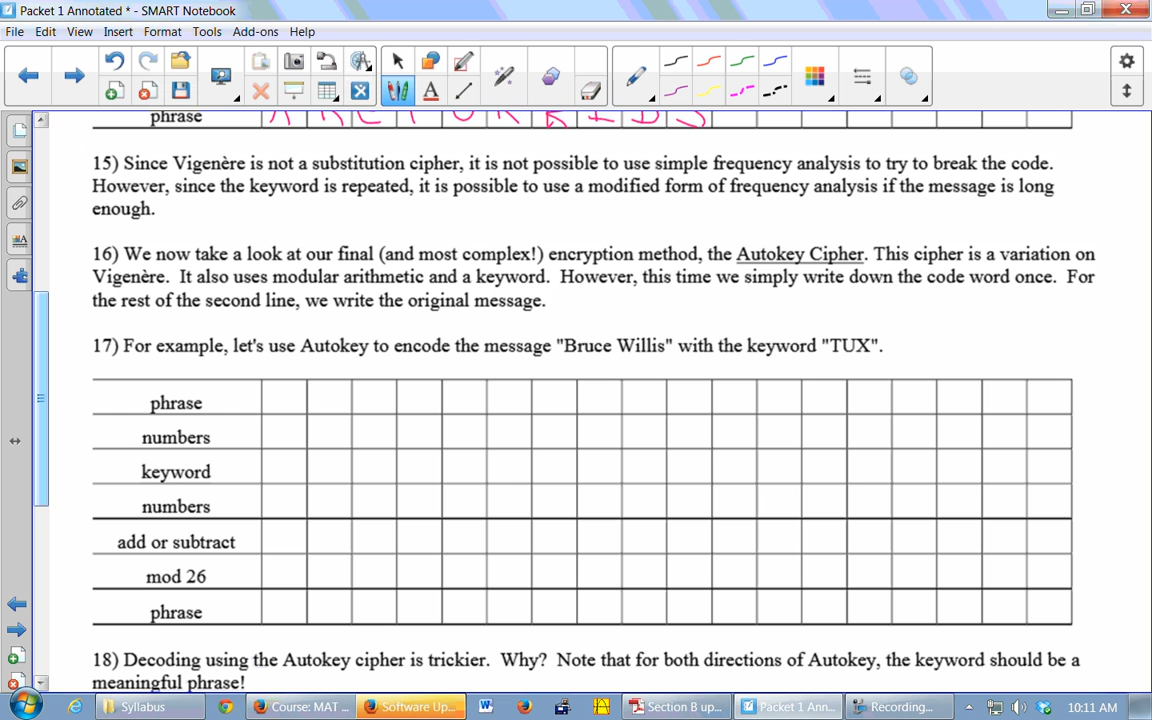 Packet 1 Annotated * - SMART Notebook
File Edit View Insert Format Tools Add-ons Help
phrase
15) Since Vigenère is not a substitution cipher, it is not possible to use simple frequency analysis to try to break the code.
However, since the keyword is repeated, it is possible to use a modified form of frequency analysis if the message is long
enough.
16) We now take a look at our final (and most complex!) encryption method, the Autokey Cipher. This cipher is a variation on
Vigenère. It also uses modular arithmetic and a keyword. However, this time we simply write down the code word once. For
the rest of the second line, we write the original message.
17) For example, let's use Autokey to encode the message "Bruce Willis" with the keyword "TUX".
phrase
numbers
keyword
numbers
add or subtract
mod 26
phrase
18) Decoding using the Autokey cipher is trickier. Why? Note that for both directions of Autokey, the keyword should be a
meaningful phrase!
Syllabus Course: MAT ... Software Up... Section B up... Packet 1 Ann... Recording... 10:11 AM